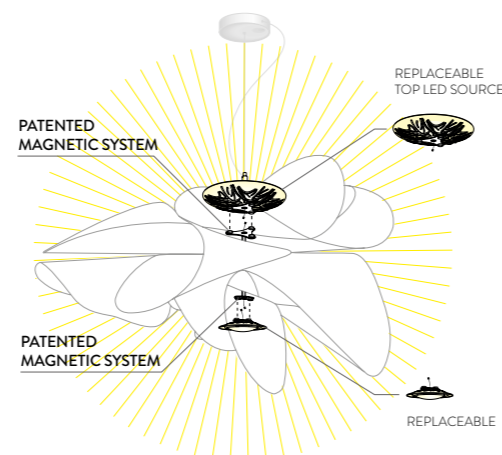 REPLACEABLE
TOP LED SOURCE
PATENTED
MAGNETIC SYSTEM
PATENTED
MAGNETIC SYSTEM
REPLACEABLE